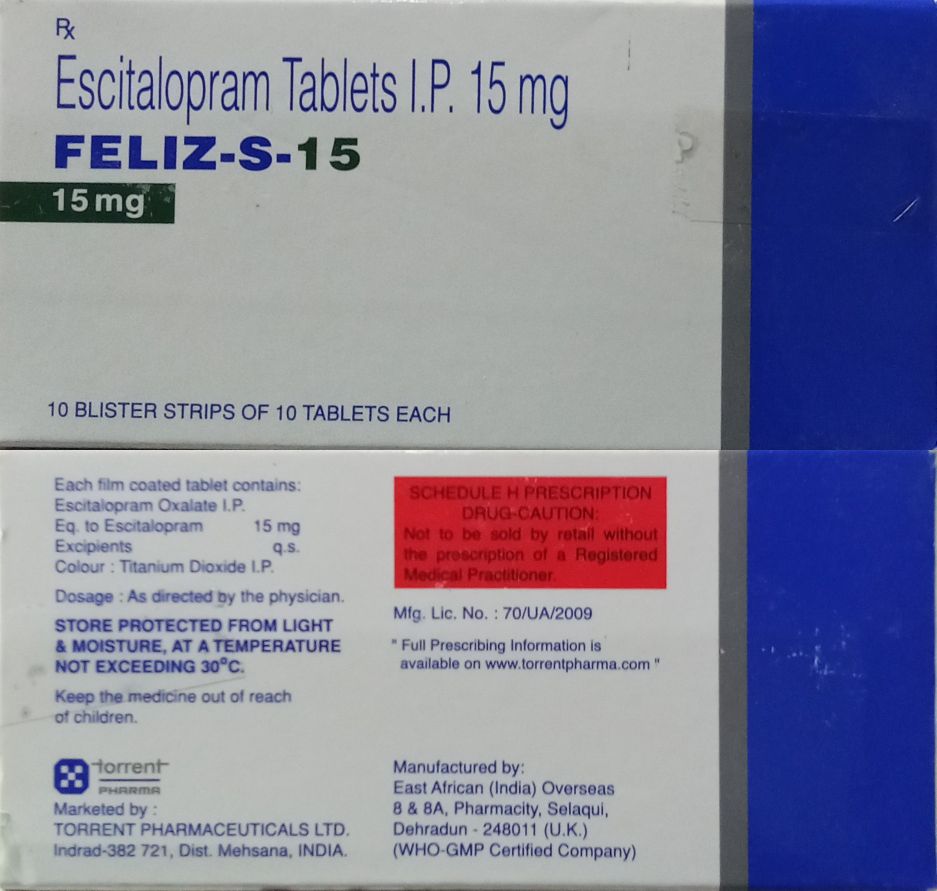 Rx
Escitalopram Tablets I.P. 15 mg
FELIZ-S-15
15 mg
10 BLISTER STRIPS OF 10 TABLETS EACH
Each film coated tablet contains:
Escitalopram Oxalate I.P.
Eq. to Escitalopram 15 mg
Excipients q.s.
Colour : Titanium Dioxide I.P.
Dosage : As directed by the physician.
STORE PROTECTED FROM LIGHT
& MOISTURE, AT A TEMPERATURE
NOT EXCEEDING 30°C.
Keep the medicine out of reach
of children.
torrent
PHARMA
Marketed by :
TORRENT PHARMACEUTICALS LTD.
Indrad-382 721, Dist. Mehsana, INDIA.
SCHEDULE H PRESCRIPTION
DRUG-CAUTION:
Not to be sold by retail without
the prescription of a Registered
Medical Practitioner.
Mfg. Lic. No. : 70/UA/2009
" Full Prescribing Information is
available on www.torrentpharma.com "
Manufactured by:
East African (India) Overseas
8 & 8A, Pharmacity, Selaqui,
Dehradun - 248011 (U.K.)
(WHO-GMP Certified Company)